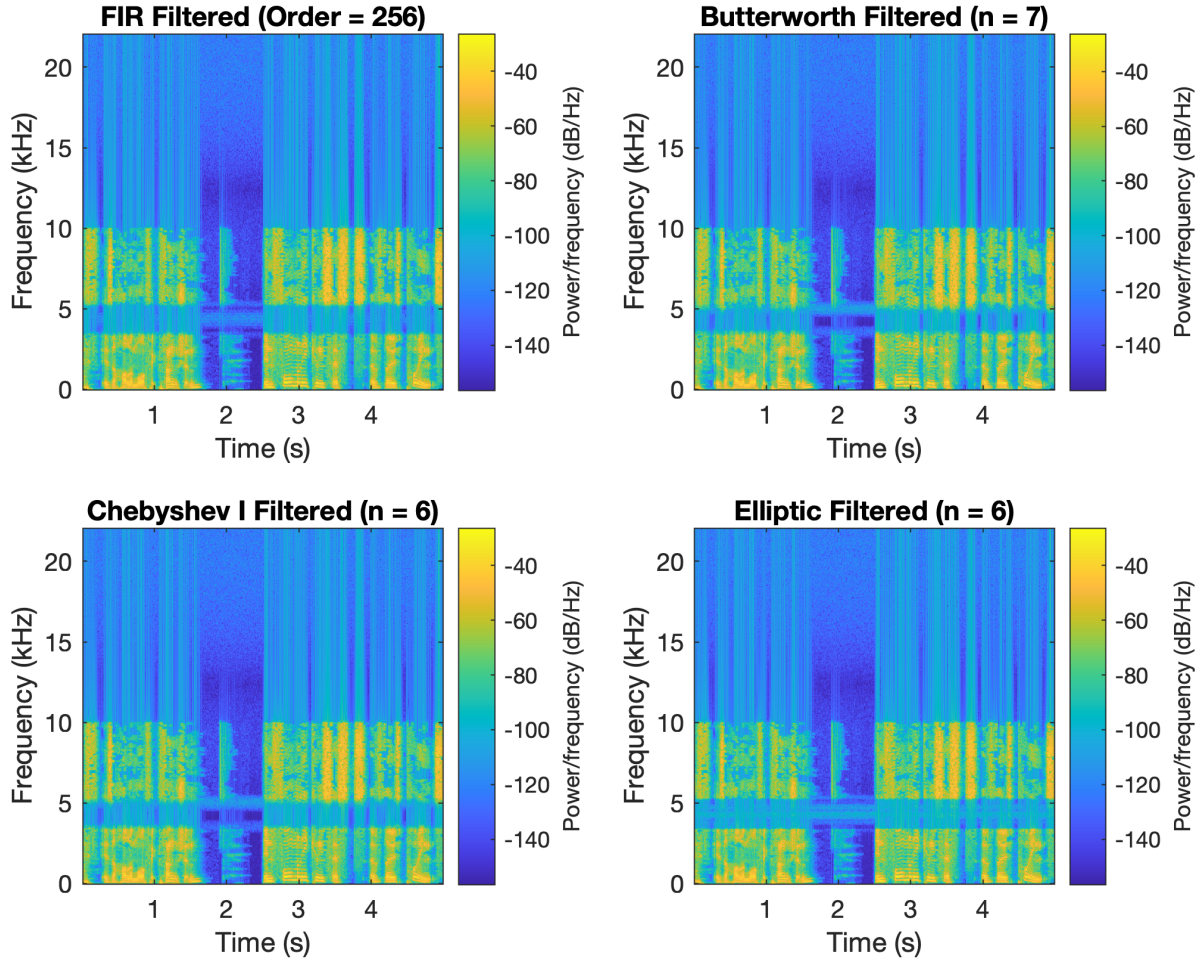 FIR Filtered (Order = 256)
20
15
10
5
0
Frequency (kHz)
1 2 3 4
Time (s)
-40
-60
-80
-100
-120
-140
Power/frequency (dB/Hz)
Butterworth Filtered (n = 7)
20
15
10
5
0
Frequency (kHz)
1 2 3 4
Time (s)
-40
-60
-80
-100
-120
-140
Power/frequency (dB/Hz)
Chebyshev I Filtered (n = 6)
20
15
10
5
0
Frequency (kHz)
1 2 3 4
Time (s)
-40
-60
-80
-100
-120
-140
Power/frequency (dB/Hz)
Elliptic Filtered (n = 6)
20
15
10
5
0
Frequency (kHz)
1 2 3 4
Time (s)
-40
-60
-80
-100
-120
-140
Power/frequency (dB/Hz)